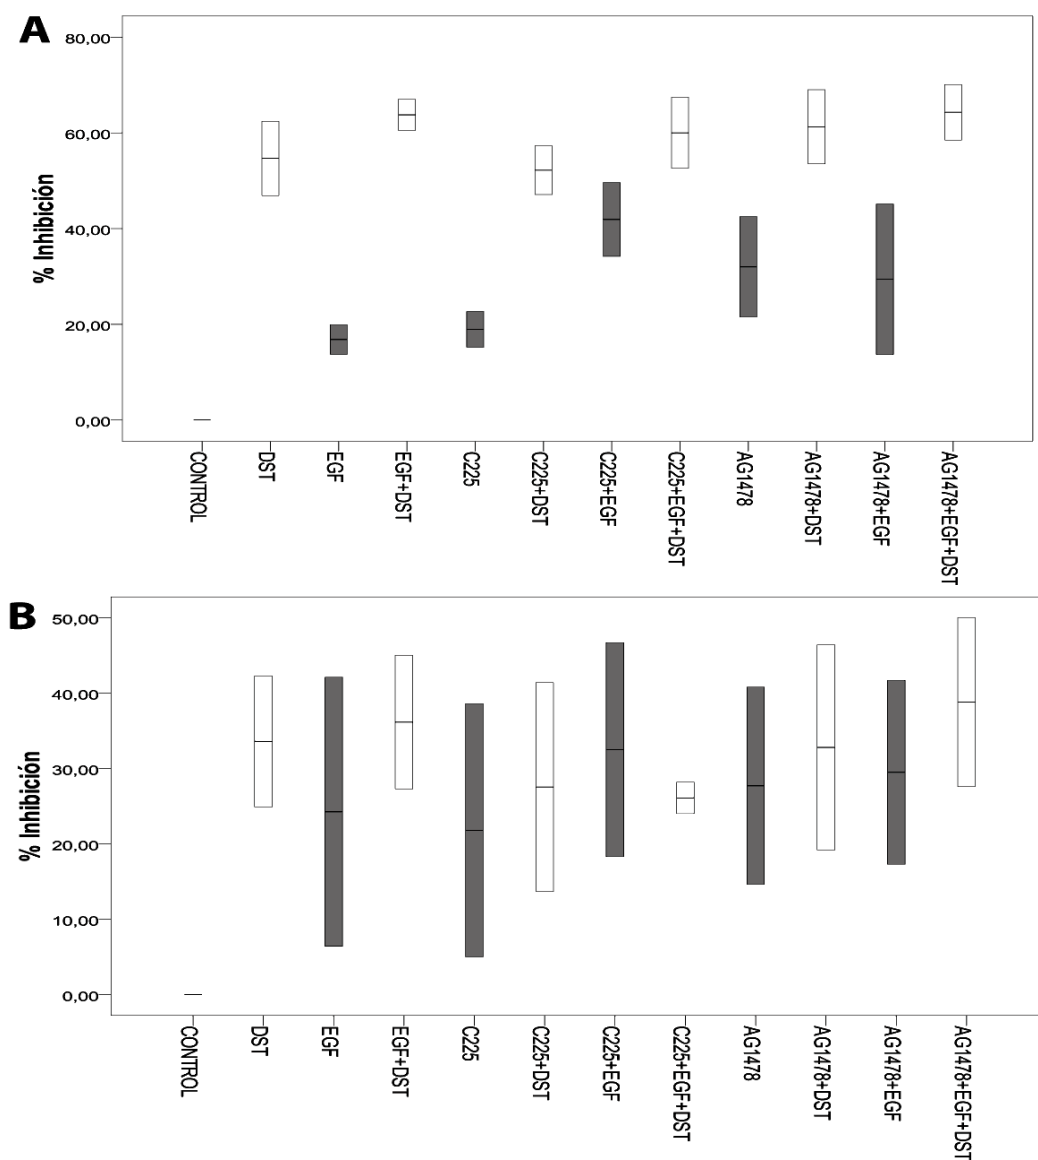 A
% Inhibición
80,00
60,00
40,00
20,00
0,00
CONTROL
DST
EGF
EGF+DST
C225
C225+DST
C225+EGF
C225+EGF+DST
AG1478
AG1478+DST
AG1478+EGF
AG1478+EGF+DST
B
% Inhibición
50,00
40,00
30,00
20,00
10,00
0,00
CONTROL
DST
EGF
EGF+DST
C225
C225+DST
C225+EGF
C225+EGF+DST
AG1478
AG1478+DST
AG1478+EGF
AG1478+EGF+DST